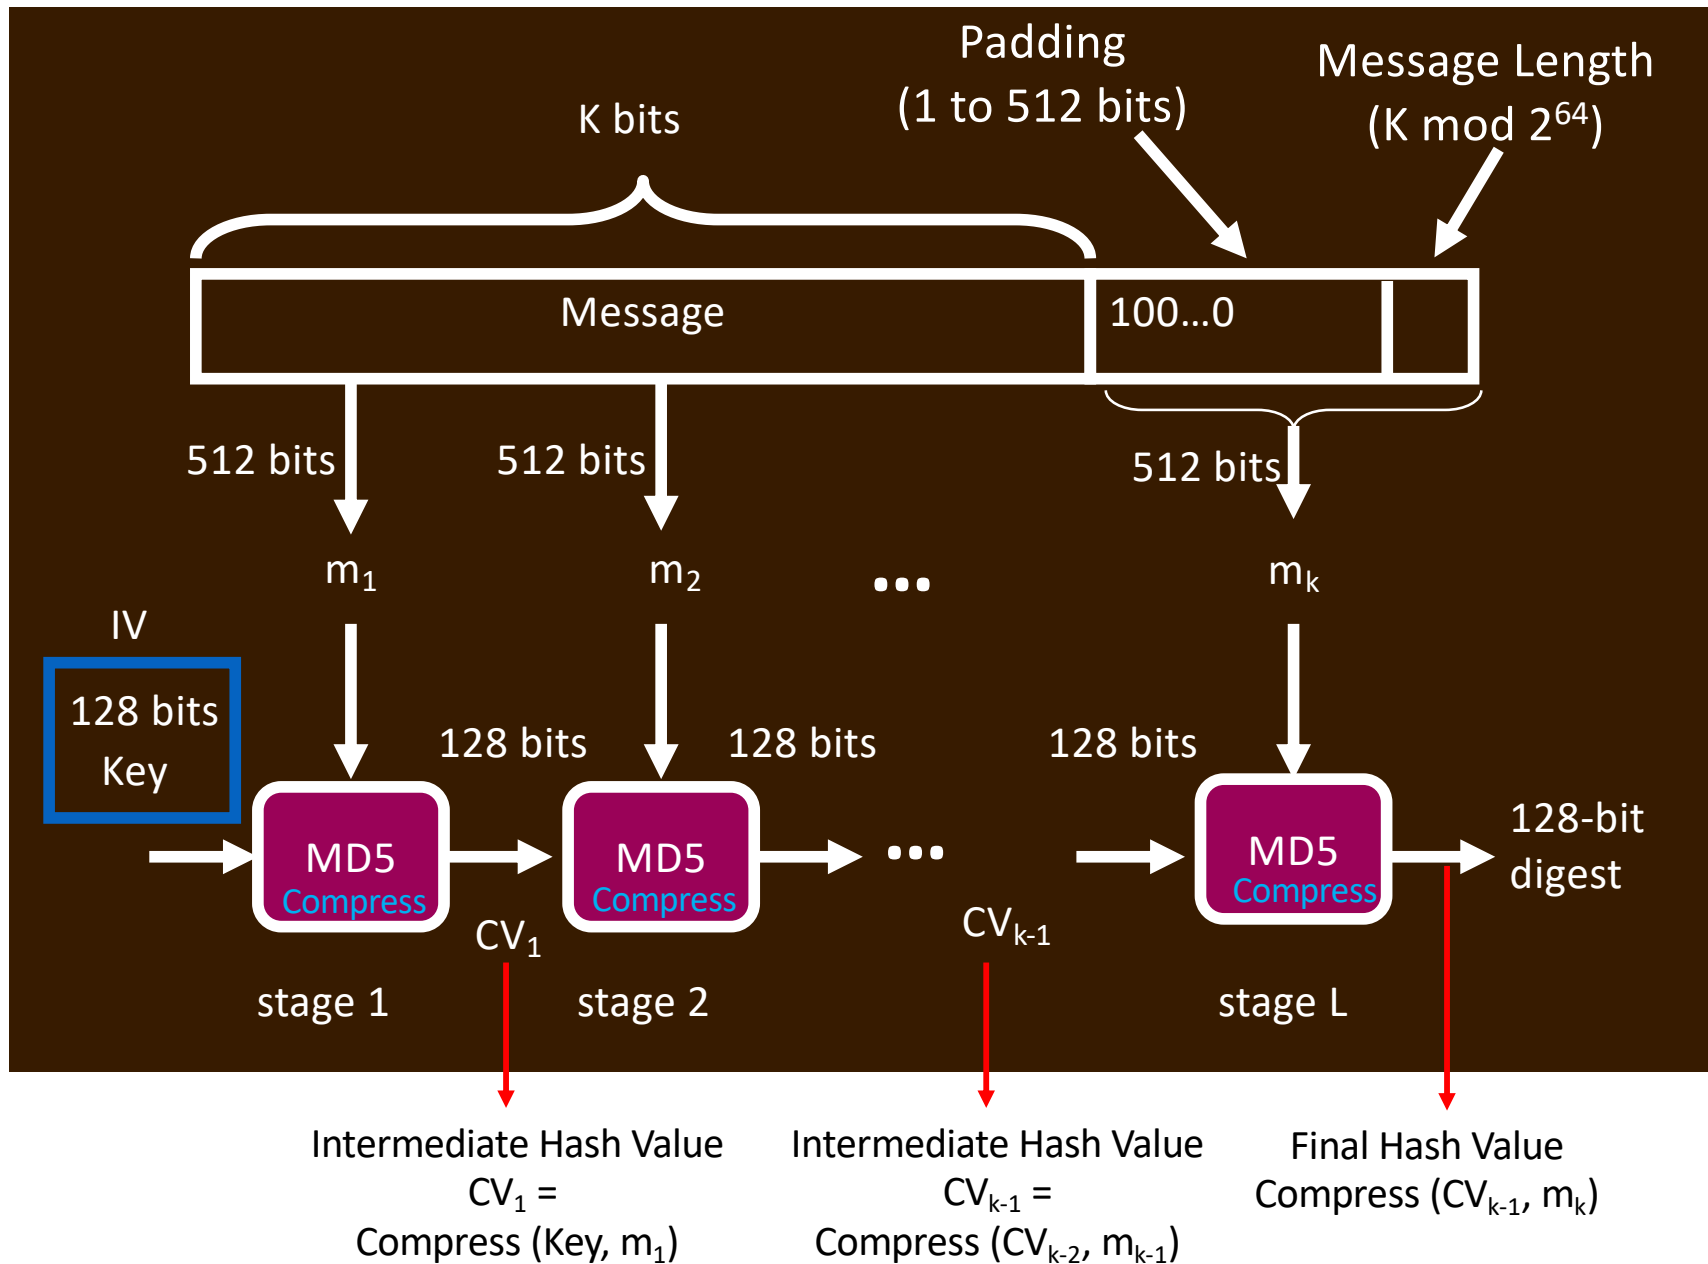 Padding
(1 to 512 bits)
Message Length
(K mod 2⁶⁴)
K bits
Message
100...0
512 bits
512 bits
512 bits
m₁
m₂
...
mₖ
IV
128 bits
Key
128 bits
128 bits
128 bits
MD5
Compress
MD5
Compress
...
MD5
Compress
128-bit
digest
CV₁
CVₖ₋₁
stage 1
stage 2
stage L
Intermediate Hash Value
CV₁ =
Compress (Key, m₁)
Intermediate Hash Value
CVₖ₋₁ =
Compress (CVₖ₋₂, mₖ₋₁)
Final Hash Value
Compress (CVₖ₋₁, mₖ)